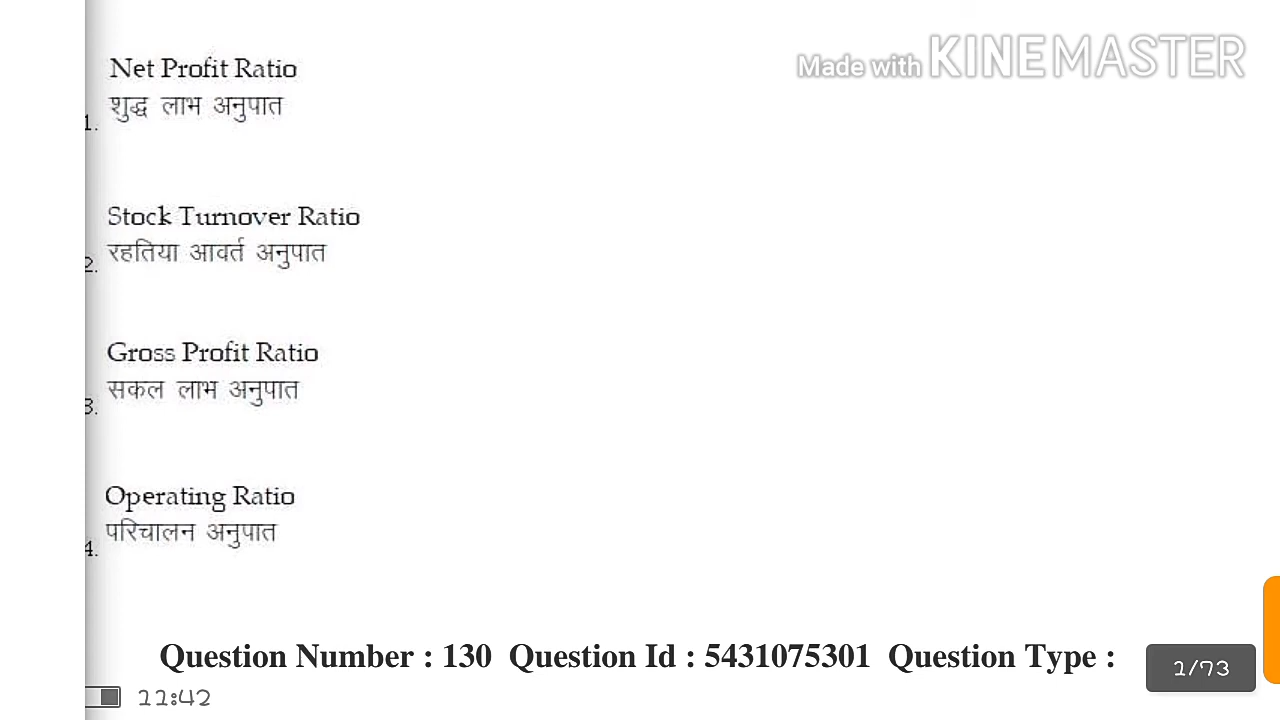 Made with KINEMASTER
Net Profit Ratio
शुद्ध लाभ अनुपात
1.
Stock Turnover Ratio
रहतिया आवर्त अनुपात
2.
Gross Profit Ratio
सकल लाभ अनुपात
3.
Operating Ratio
परिचालन अनुपात
4.
Question Number : 130 Question Id : 5431075301 Question Type :
1/73
11:42